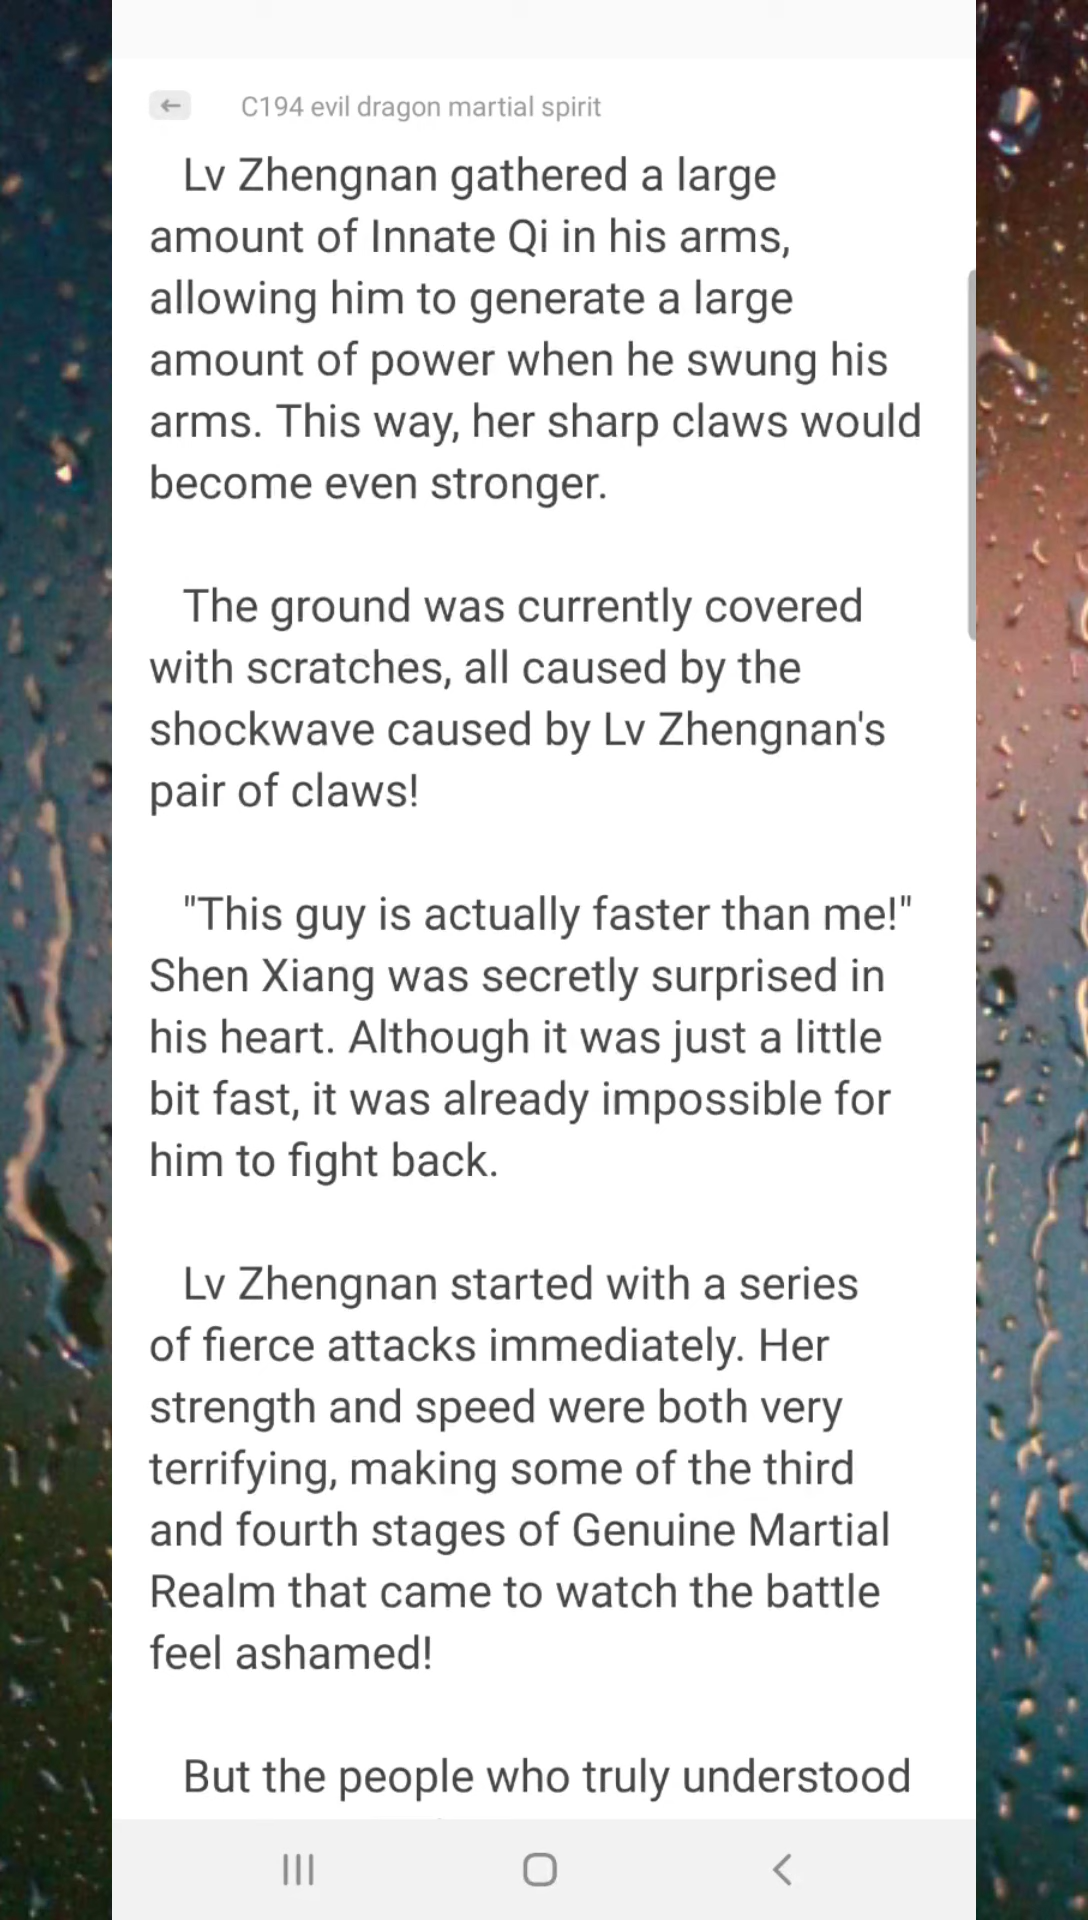 C194 evil dragon martial spirit
Lv Zhengnan gathered a large
amount of Innate Qi in his arms,
allowing him to generate a large
amount of power when he swung his
arms. This way, her sharp claws would
become even stronger.
The ground was currently covered
with scratches, all caused by the
shockwave caused by Lv Zhengnan's
pair of claws!
"This guy is actually faster than me!"
Shen Xiang was secretly surprised in
his heart. Although it was just a little
bit fast, it was already impossible for
him to fight back.
Lv Zhengnan started with a series
of fierce attacks immediately. Her
strength and speed were both very
terrifying, making some of the third
and fourth stages of Genuine Martial
Realm that came to watch the battle
feel ashamed!
But the people who truly understood